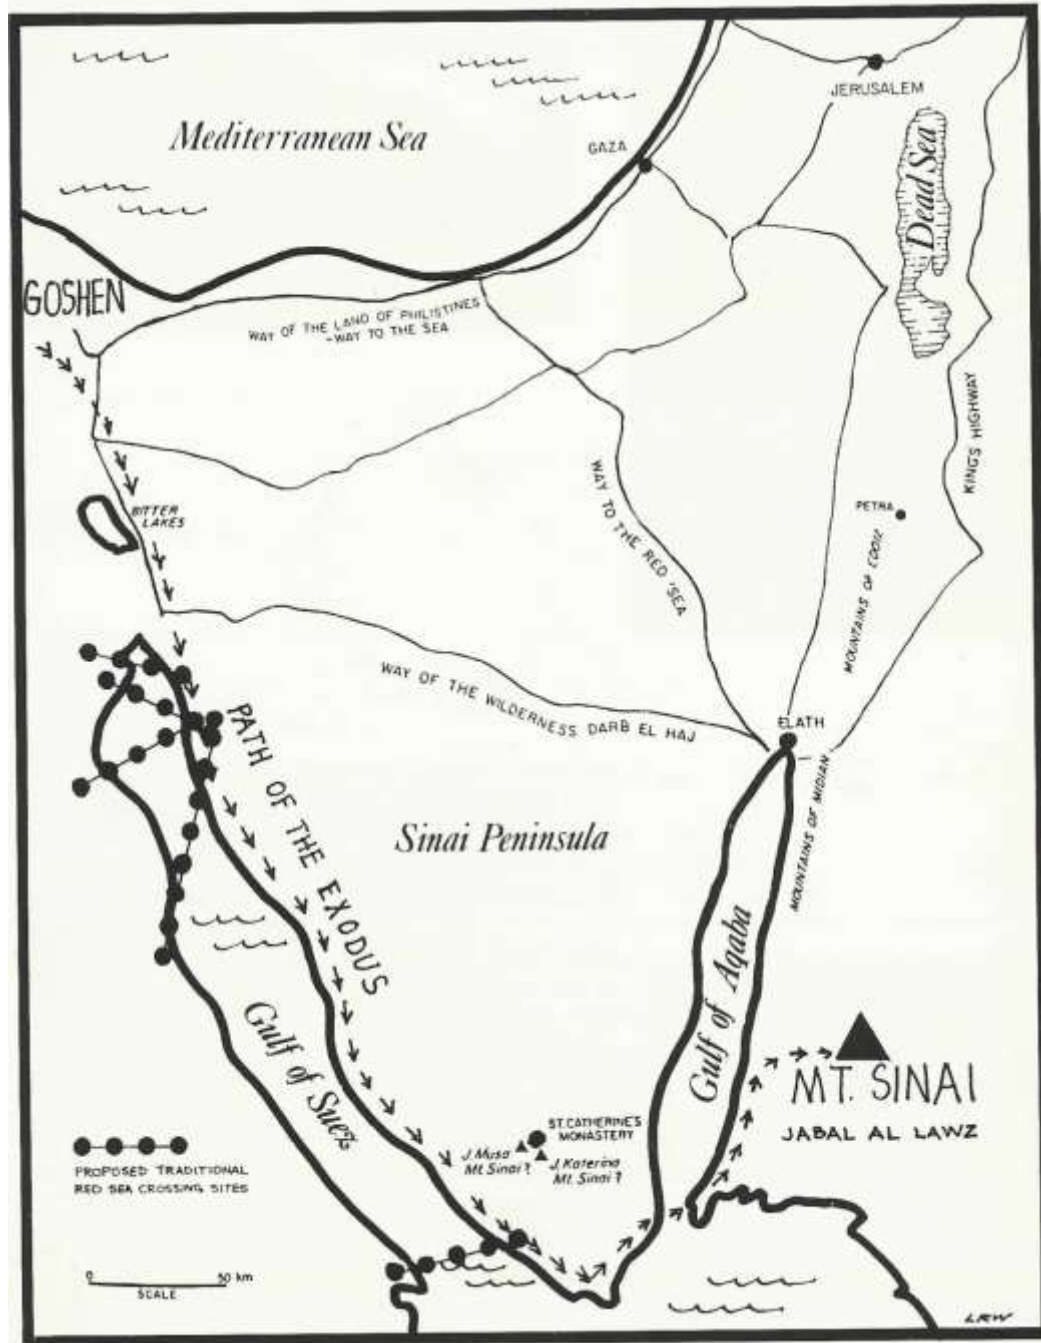 JERUSALEM
Mediterranean Sea
GAZA
Dead Sea
GOSHEN
WAY OF THE LAND OF PHILISTINES
-WAY TO THE SEA
KING'S HIGHWAY
BITTER
LAKES
WAY TO THE RED SEA
PETRA
MOUNTAINS OF EDOM
WAY OF THE WILDERNESS DARB EL HAJ
ELATH
PATH OF THE EXODUS
MOUNTAINS OF MIDIAN
Sinai Peninsula
Gulf of Aqaba
Gulf of Suez
MT. SINAI
JABAL AL LAWZ
ST. CATHERINE'S
MONASTERY
J. Musa
Mt. Sinai ?
J. Katerina
Mt. Sinai ?
PROPOSED TRADITIONAL
RED SEA CROSSING SITES
0 50 km
SCALE
LRW